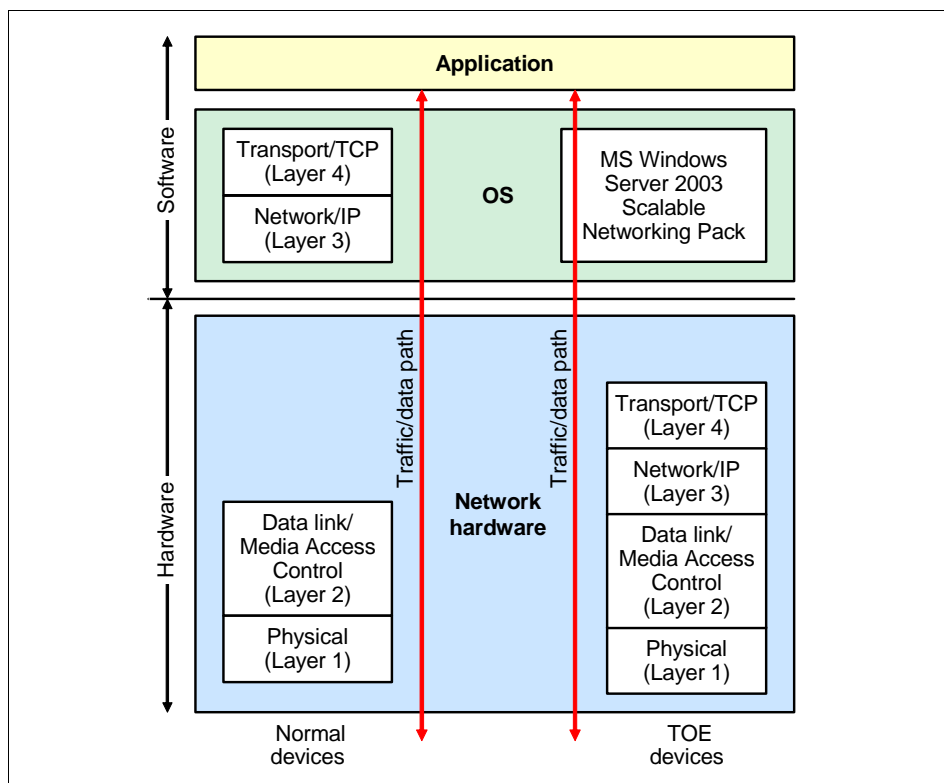 Application
Software
Transport/TCP
(Layer 4)
Network/IP
(Layer 3)
OS
MS Windows
Server 2003
Scalable
Networking Pack
Hardware
Traffic/data path
Traffic/data path
Network
hardware
Data link/
Media Access
Control
(Layer 2)
Physical
(Layer 1)
Transport/TCP
(Layer 4)
Network/IP
(Layer 3)
Data link/
Media Access
Control
(Layer 2)
Physical
(Layer 1)
Normal
devices
TOE
devices